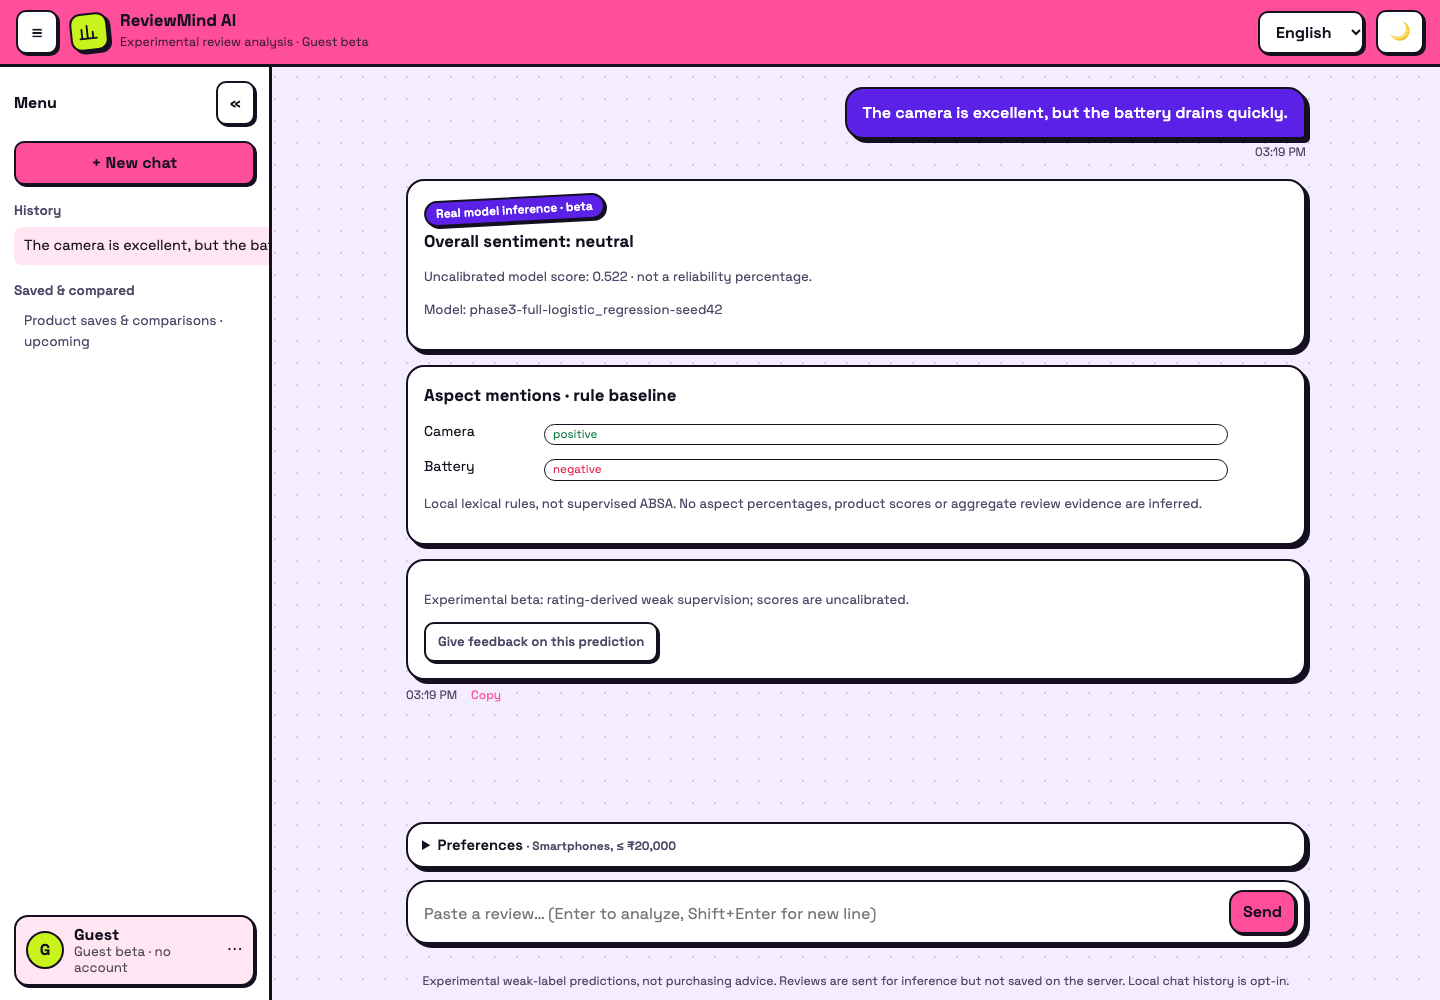 ≡
ReviewMind AI
Experimental review analysis · Guest beta
English
Menu
«
+ New chat
History
The camera is excellent, but the bat
Saved & compared
Product saves & comparisons ·
upcoming
G
Guest
Guest beta · no
account
...
The camera is excellent, but the battery drains quickly.
03:19 PM
Real model inference · beta
Overall sentiment: neutral
Uncalibrated model score: 0.522 · not a reliability percentage.
Model: phase3-full-logistic_regression-seed42
Aspect mentions · rule baseline
Camera positive
Battery negative
Local lexical rules, not supervised ABSA. No aspect percentages, product scores or aggregate review evidence are inferred.
Experimental beta: rating-derived weak supervision; scores are uncalibrated.
Give feedback on this prediction
03:19 PM Copy
▶ Preferences · Smartphones, ≤ ₹20,000
Paste a review... (Enter to analyze, Shift+Enter for new line)
Send
Experimental weak-label predictions, not purchasing advice. Reviews are sent for inference but not saved on the server. Local chat history is opt-in.